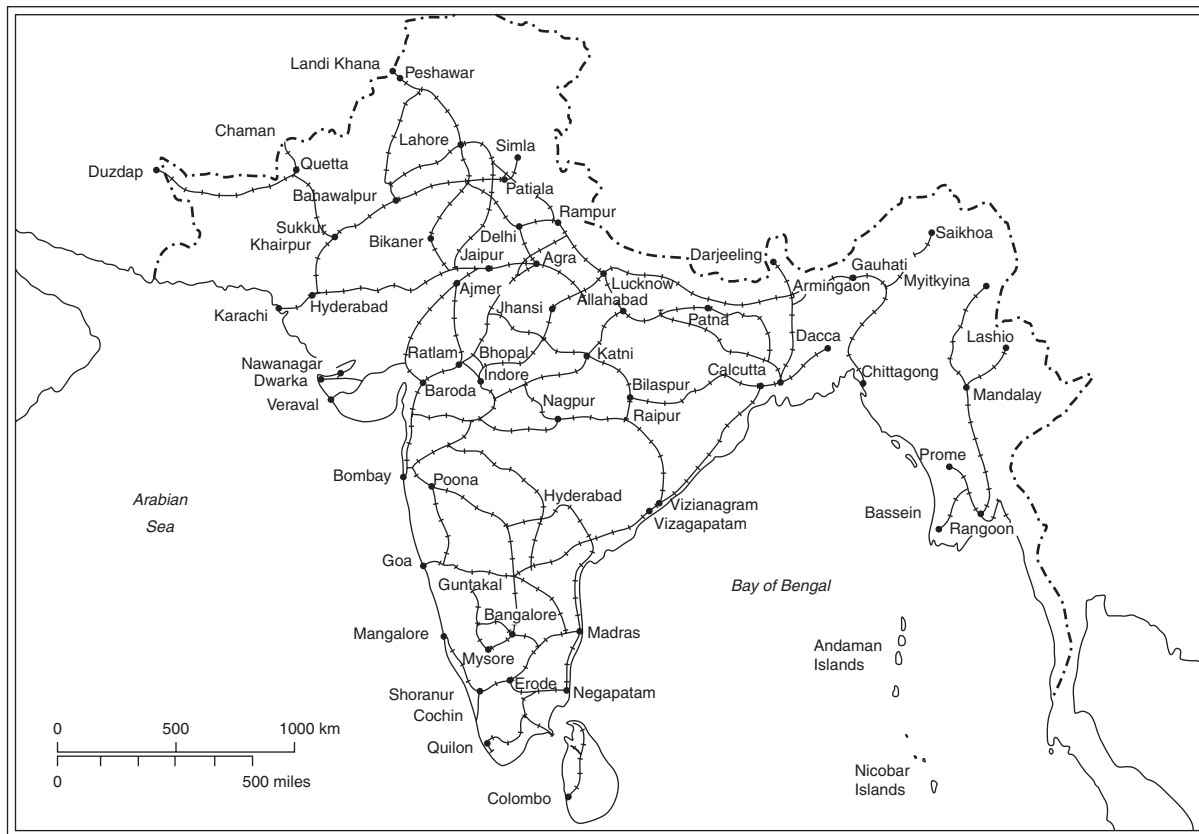 Landi Khana
Peshawar
Chaman
Lahore
Simla
Duzdap
Quetta
Patiala
Banawalpur
Rampur
Sukkur
Khairpur
Bikaner
Delhi
Saikhoa
Darjeeling
Jaipur
Agra
Gauhati
Lucknow
Armingaon
Myitkyina
Ajmer
Hyderabad
Allahabad
Karachi
Jhansi
Patna
Dacca
Lashio
Nawanagar
Ratlam
Bhopal
Katni
Dwarka
Indore
Calcutta
Chittagong
Veraval
Baroda
Bilaspur
Mandalay
Nagpur
Raipur
Prome
Bombay
Poona
Arabian
Sea
Hyderabad
Vizianagram
Vizagapatam
Bassein
Rangoon
Goa
Guntakal
Bay of Bengal
Bangalore
Mangalore
Madras
Mysore
Andaman
Islands
Shoranur
Erode
Negapatam
Cochin
0 500 1000 km
Quilon
0 500 miles
Nicobar
Islands
Colombo